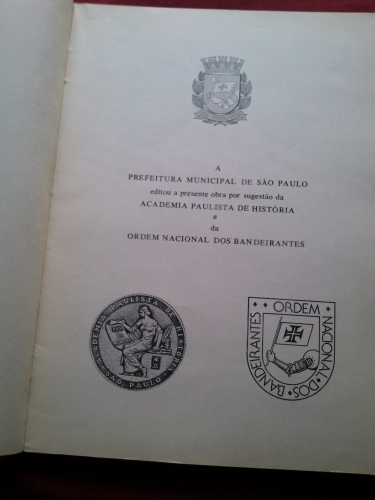 A
PREFEITURA MUNICIPAL DE SÃO PAULO
editou a presente obra por sugestão da
ACADEMIA PAULISTA DE HISTÓRIA
e
da
ORDEM NACIONAL DOS BANDEIRANTES
ACADEMIA PAULISTA DE HISTÓRIA
SÃO PAULO
ORDEM NACIONAL DOS BANDEIRANTES